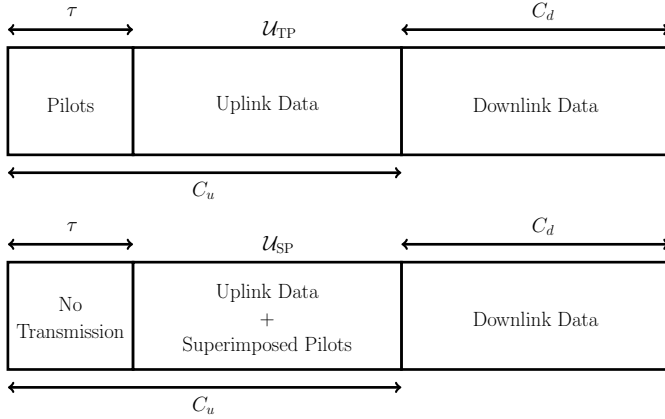 τ
𝒰_TP
C_d
Pilots
Uplink Data
Downlink Data
C_u
τ
𝒰_SP
C_d
No
Transmission
Uplink Data
+
Superimposed Pilots
Downlink Data
C_u